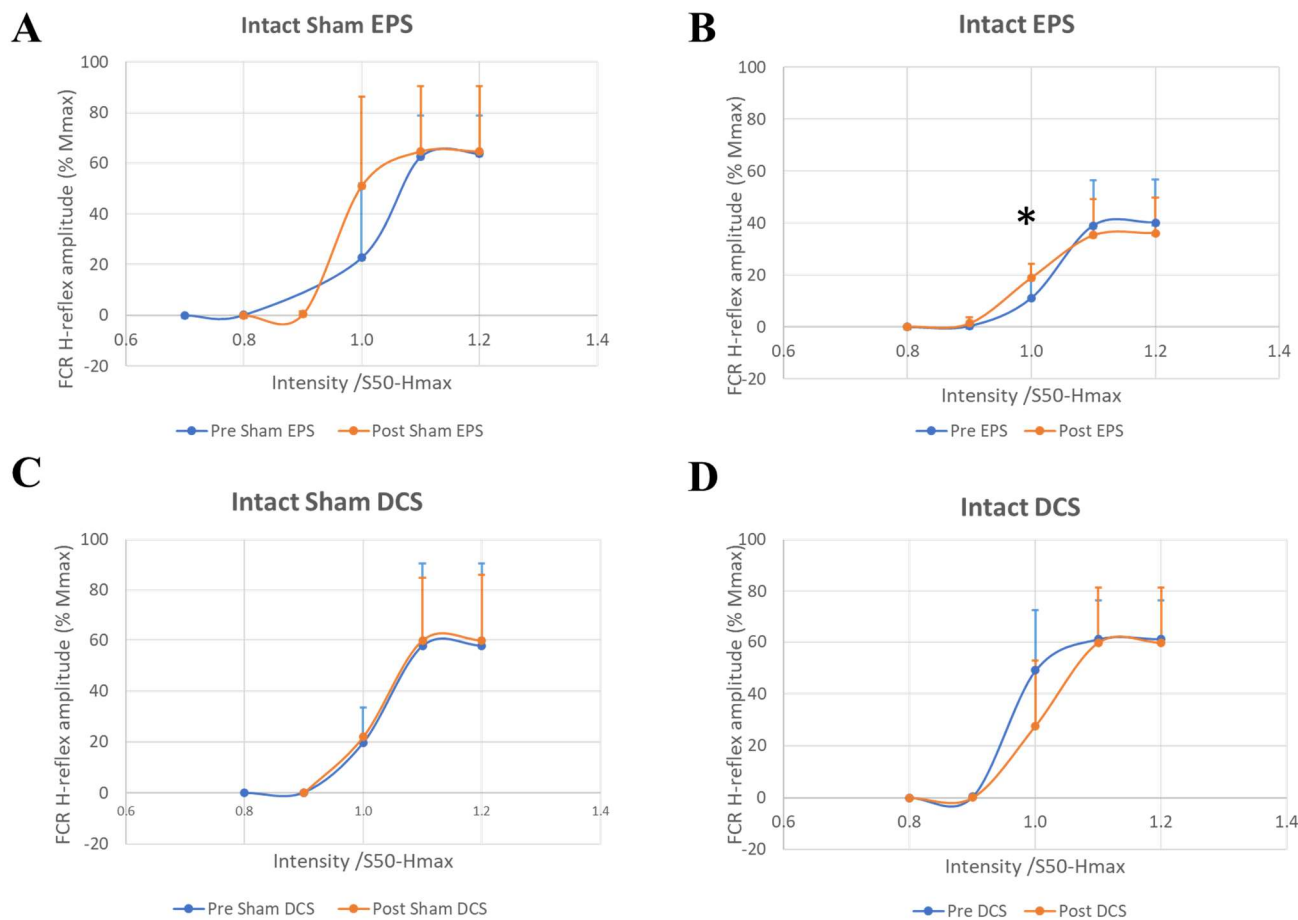 A
Intact Sham EPS
100
80
60
40
20
0
-20
0.6
0.8
1.0
1.2
1.4
FCR H-reflex amplitude (% Mmax)
Intensity /S50-Hmax
Pre Sham EPS
Post Sham EPS
B
Intact EPS
100
80
60
40
20
0
-20
0.6
0.8
1.0
1.2
1.4
*
FCR H-reflex amplitude (% Mmax)
Intensity /S50-Hmax
Pre EPS
Post EPS
C
Intact Sham DCS
100
80
60
40
20
0
-20
0.6
0.8
1.0
1.2
1.4
FCR H-reflex amplitude (% Mmax)
Intensity /S50-Hmax
Pre Sham DCS
Post Sham DCS
D
Intact DCS
100
80
60
40
20
0
-20
0.6
0.8
1.0
1.2
1.4
FCR H-reflex amplitude (% Mmax)
Intensity /S50-Hmax
Pre DCS
Post DCS